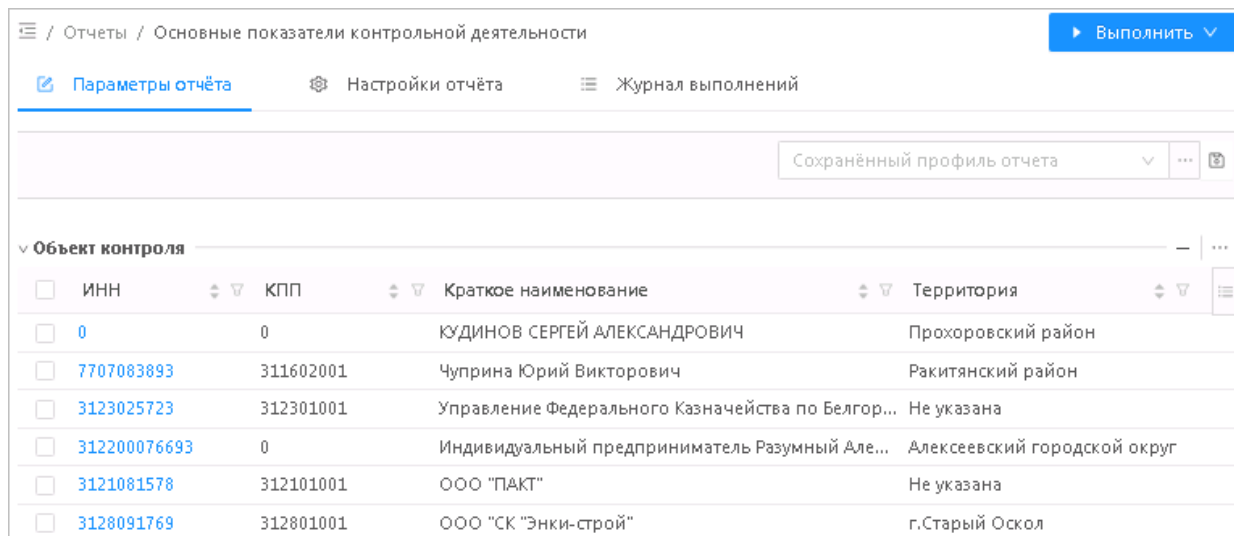 / Отчеты / Основные показатели контрольной деятельности Выполнить
Параметры отчёта Настройки отчёта Журнал выполнений
Сохранённый профиль отчета ...
Объект контроля ...
ИНН КПП Краткое наименование Территория
0 0 КУДИНОВ СЕРГЕЙ АЛЕКСАНДРОВИЧ Прохоровский район
7707083893 311602001 Чуприна Юрий Викторович Ракитянский район
3123025723 312301001 Управление Федерального Казначейства по Белгор... Не указана
312200076693 0 Индивидуальный предприниматель Разумный Але... Алексеевский городской округ
3121081578 312101001 ООО "ПАКТ" Не указана
3128091769 312801001 ООО "СК "Энки-строй" г.Старый Оскол